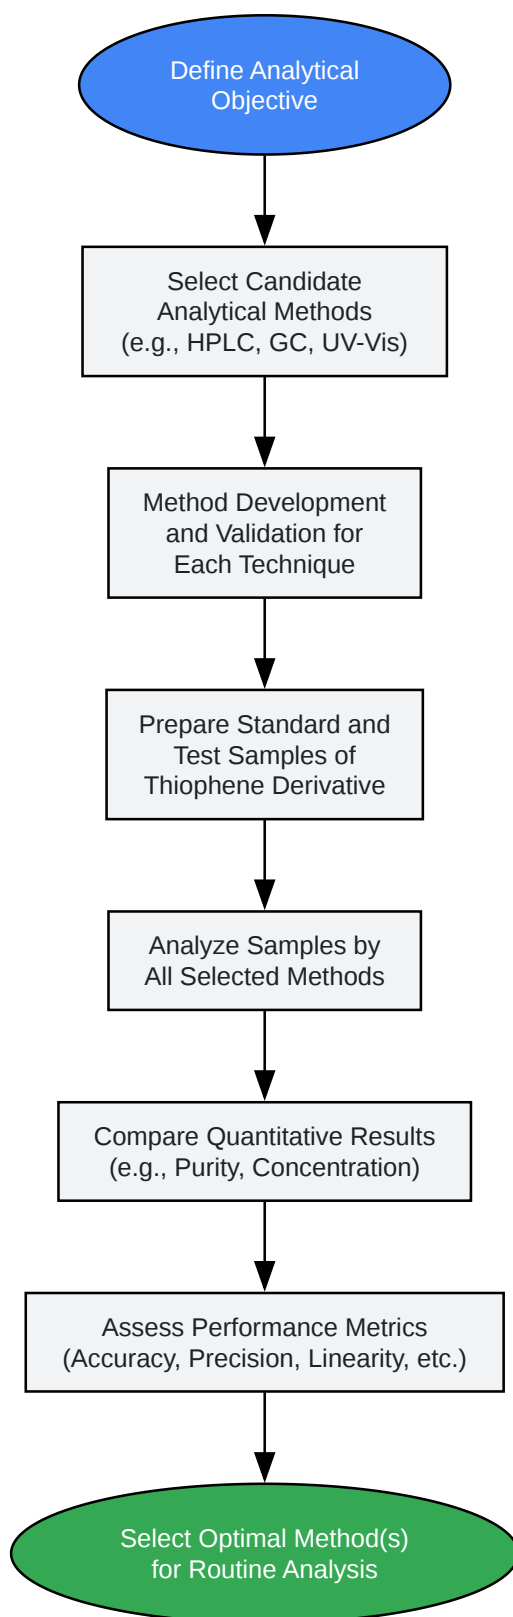 Define Analytical
Objective
Select Candidate
Analytical Methods
(e.g., HPLC, GC, UV-Vis)
Method Development
and Validation for
Each Technique
Prepare Standard and
Test Samples of
Thiophene Derivative
Analyze Samples by
All Selected Methods
Compare Quantitative Results
(e.g., Purity, Concentration)
Assess Performance Metrics
(Accuracy, Precision, Linearity, etc.)
Select Optimal Method(s)
for Routine Analysis